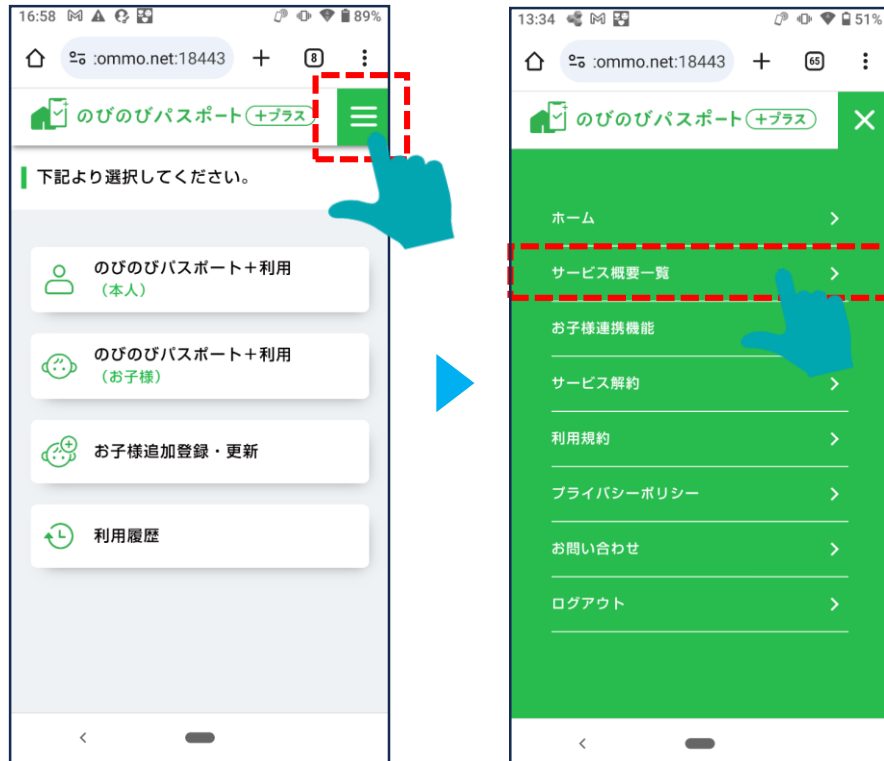 16:58
89%
:ommo.net:18443
8
のびのびパスポート +プラス
下記より選択してください。
のびのびパスポート+利用
(本人)
のびのびパスポート+利用
(お子様)
お子様追加登録・更新
利用履歴
13:34
51%
:ommo.net:18443
65
のびのびパスポート +プラス
ホーム
サービス概要一覧
お子様連携機能
サービス解約
利用規約
プライバシーポリシー
お問い合わせ
ログアウト